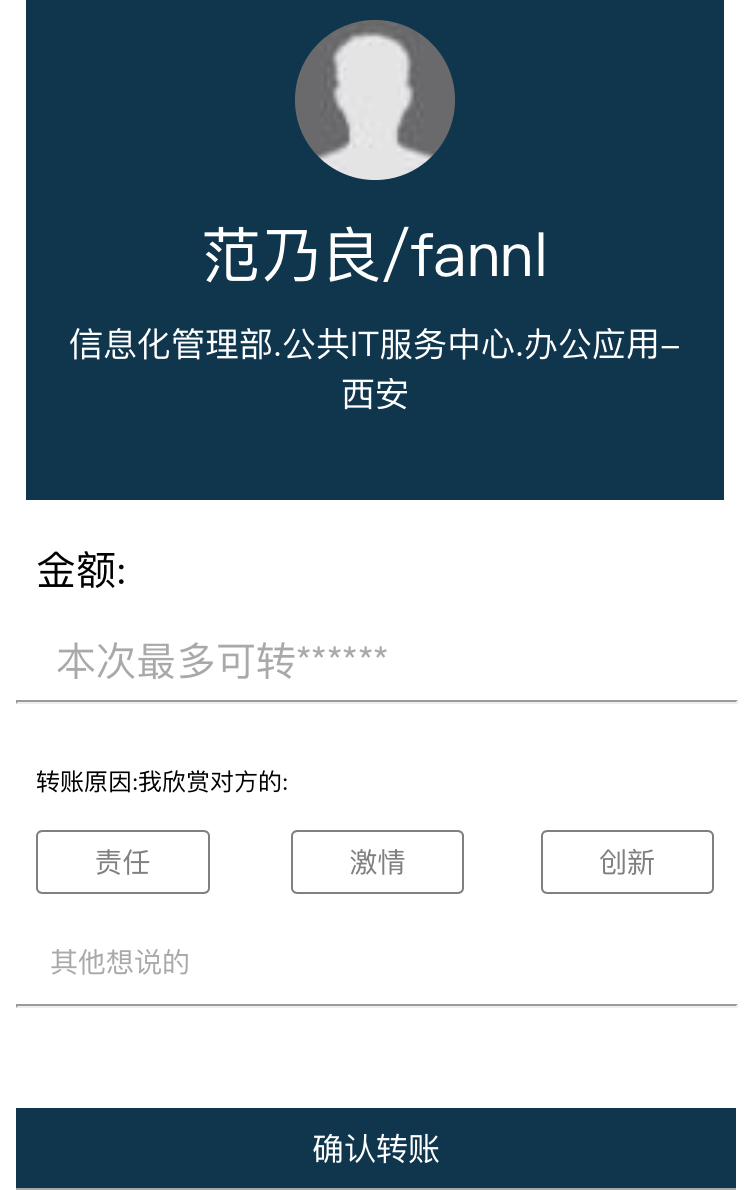 范乃良/fannl
信息化管理部.公共IT服务中心.办公应用–
西安
金额:
本次最多可转******
转账原因:我欣赏对方的:
责任
激情
创新
其他想说的
确认转账